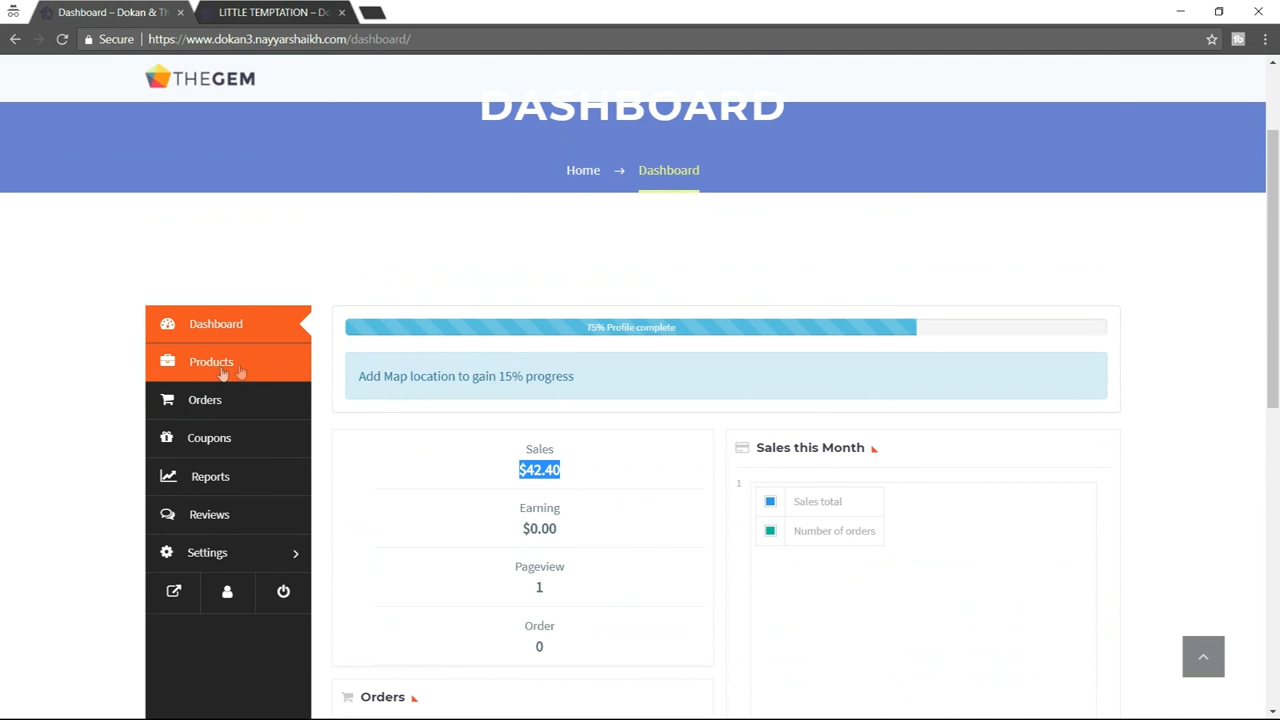 Dashboard – Dokan & Th
LITTLE TEMPTATION – Do
Secure
https://www.dokan3.nayyarshaikh.com/dashboard/
THEGEM
DASHBOARD
Home → Dashboard
Dashboard
Products
Orders
Coupons
Reports
Reviews
Settings
75% Profile complete
Add Map location to gain 15% progress
Sales
$42.40
Earning
$0.00
Pageview
1
Order
0
Orders
Sales this Month
1
Sales total
Number of orders